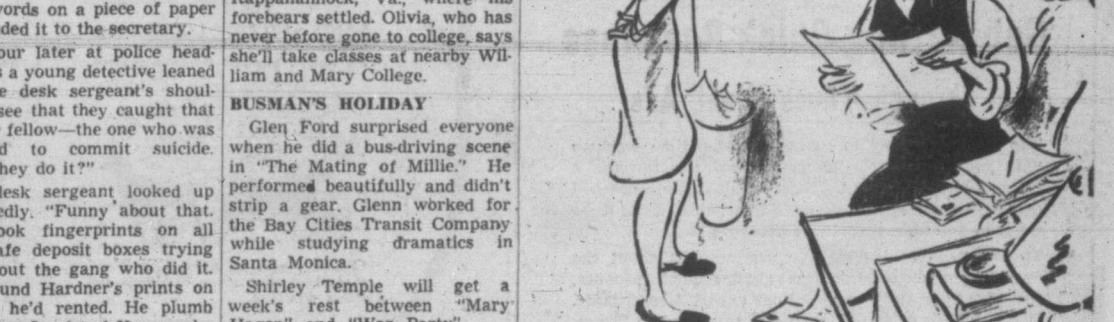 ords on a piece of paper
ded it to the secretary.
our later at police head-
s a young detective leaned
e desk sergeant's shoul-
see that they caught that
fellow—the one who was
d to commit suicide.
hey do it?"
desk sergeant looked up
edly. "Funny about that.
ook fingerprints on all
afe deposit boxes trying
out the gang who did it.
und Hardner's prints on
he'd rented. He plumb
forebears settled. Olivia, who has
never before gone to college, says
she'll take classes at nearby Wil-
liam and Mary College.
BUSMAN'S HOLIDAY
Glen Ford surprised everyone
when he did a bus-driving scene
in "The Mating of Millie." He
performed beautifully and didn't
strip a gear. Glenn worked for
the Bay Cities Transit Company
while studying dramatics in
Santa Monica.
Shirley Temple will get a
week's rest between "Mary